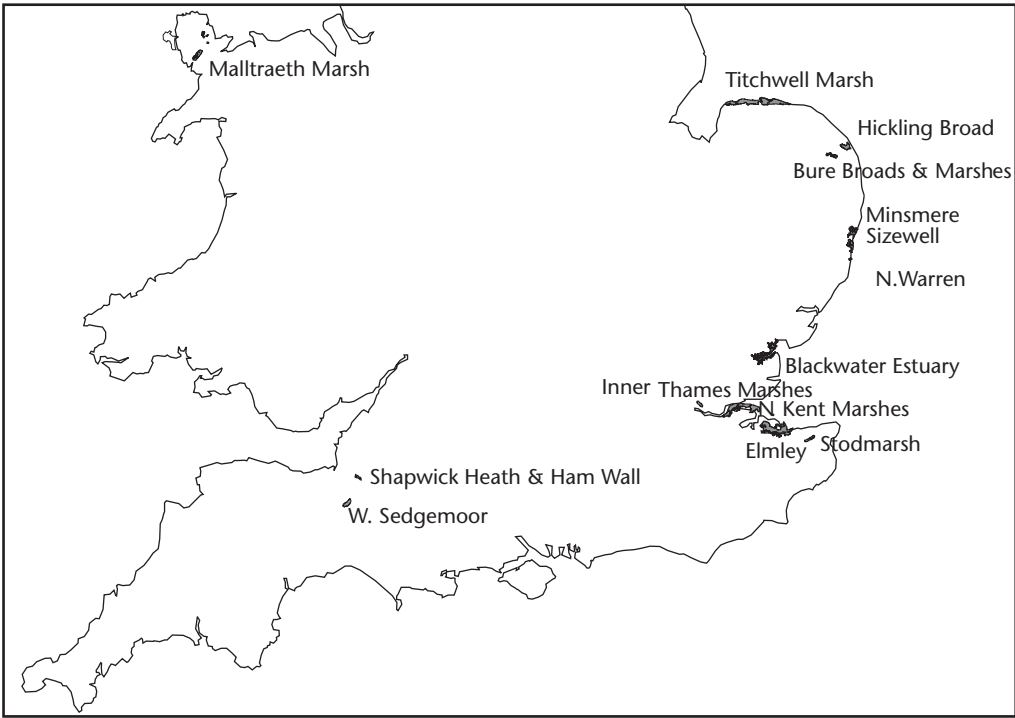 Malltraeth Marsh
Titchwell Marsh
Hickling Broad
Bure Broads & Marshes
Minsmere
Sizewell
N.Warren
Blackwater Estuary
Inner Thames Marshes
N Kent Marshes
Elmley
Stodmarsh
Shapwick Heath & Ham Wall
W. Sedgemoor